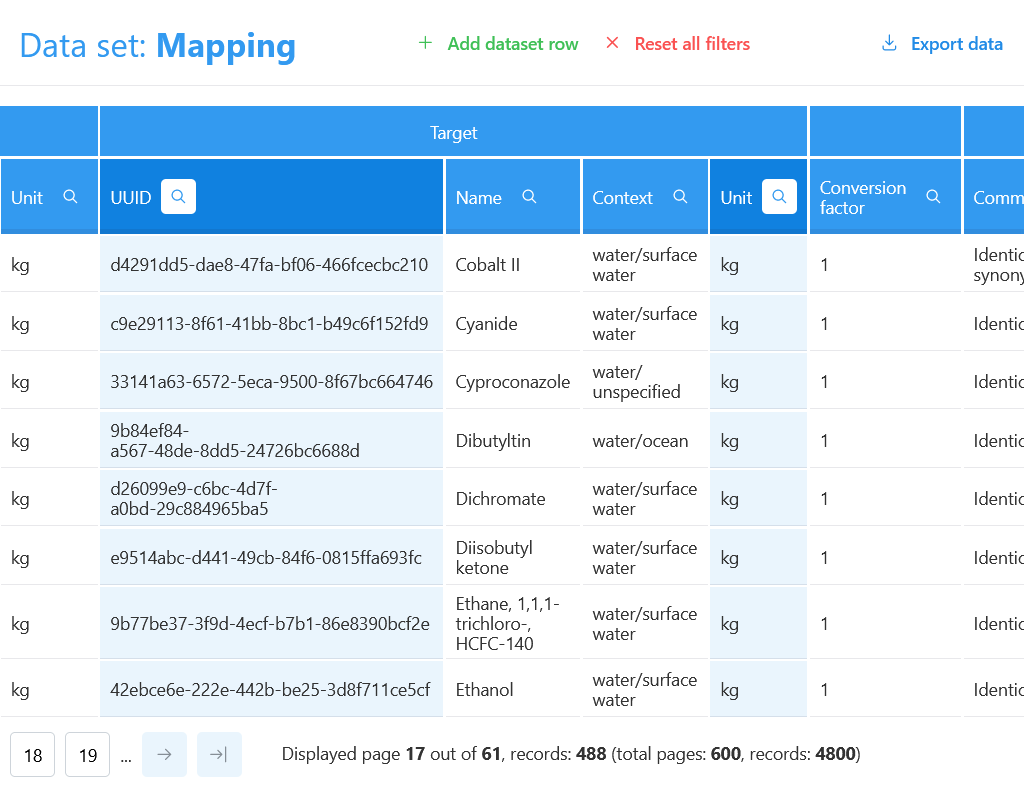 Data set: Mapping
Add dataset row
Reset all filters
Export data
Target
Unit
UUID
Name
Context
Unit
Conversion
factor
Comm
kg
d4291dd5-dae8-47fa-bf06-466fcecbc210
Cobalt II
water/surface
water
kg
1
Identic
synony
kg
c9e29113-8f61-41bb-8bc1-b49c6f152fd9
Cyanide
water/surface
water
kg
1
Identic
kg
33141a63-6572-5eca-9500-8f67bc664746
Cyproconazole
water/
unspecified
kg
1
Identic
kg
9b84ef84-
a567-48de-8dd5-24726bc6688d
Dibutyltin
water/ocean
kg
1
Identic
kg
d26099e9-c6bc-4d7f-
a0bd-29c884965ba5
Dichromate
water/surface
water
kg
1
Identic
kg
e9514abc-d441-49cb-84f6-0815ffa693fc
Diisobutyl
ketone
water/surface
water
kg
1
Identic
kg
9b77be37-3f9d-4ecf-b7b1-86e8390bcf2e
Ethane, 1,1,1-
trichloro-,
HCFC-140
water/surface
water
kg
1
Identic
kg
42ebce6e-222e-442b-be25-3d8f711ce5cf
Ethanol
water/surface
water
kg
1
Identic
18
19
...
Displayed page 17 out of 61, records: 488 (total pages: 600, records: 4800)